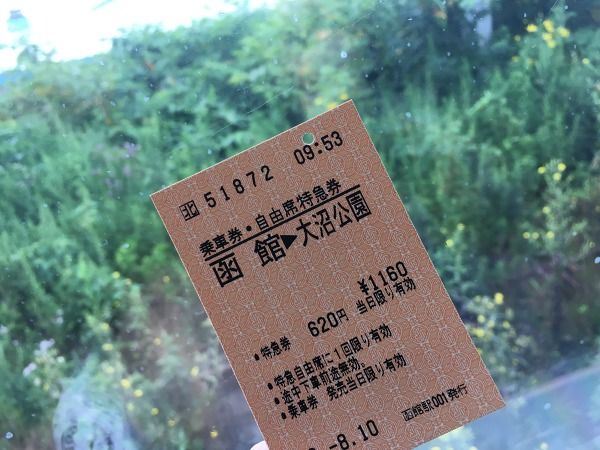 北 51872 09:53
乗車券・自由席特急券
函館▶大沼公園
¥1160
•特急券 620円 当日限り有効
•特急自由席に1回限り有効
•途中下車前途無効。
•乗車券 発売当日限り有効
-8.10 函館駅001発行